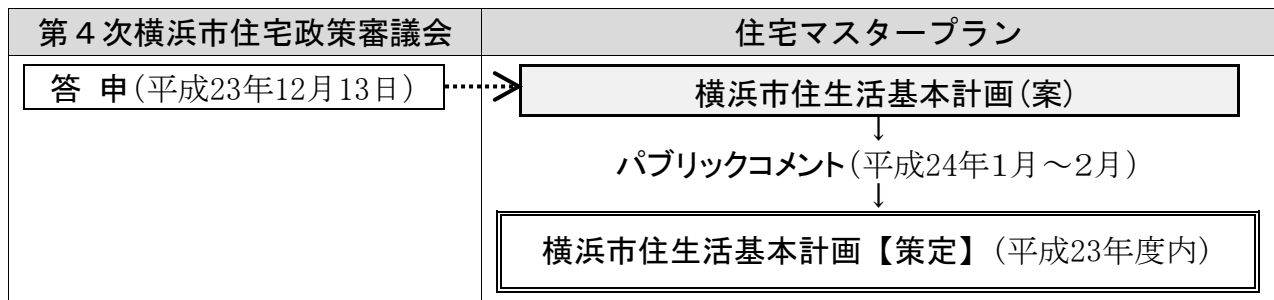 第４次横浜市住宅政策審議会
住宅マスタープラン
答 申(平成23年12月13日)
横浜市住生活基本計画(案)
↓
パブリックコメント(平成24年１月～２月)
↓
横浜市住生活基本計画【策定】(平成23年度内)